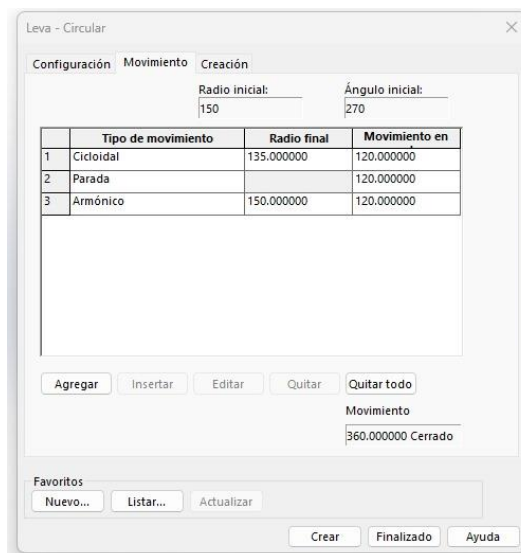 Leva - Circular
Configuración Movimiento Creación
Radio inicial: Ángulo inicial:
150 270
Tipo de movimiento Radio final Movimiento en
1 Cicloidal 135.000000 120.000000
2 Parada 120.000000
3 Armónico 150.000000 120.000000
Agregar Insertar Editar Quitar Quitar todo
Movimiento
360.000000 Cerrado
Favoritos
Nuevo... Listar... Actualizar
Crear Finalizado Ayuda